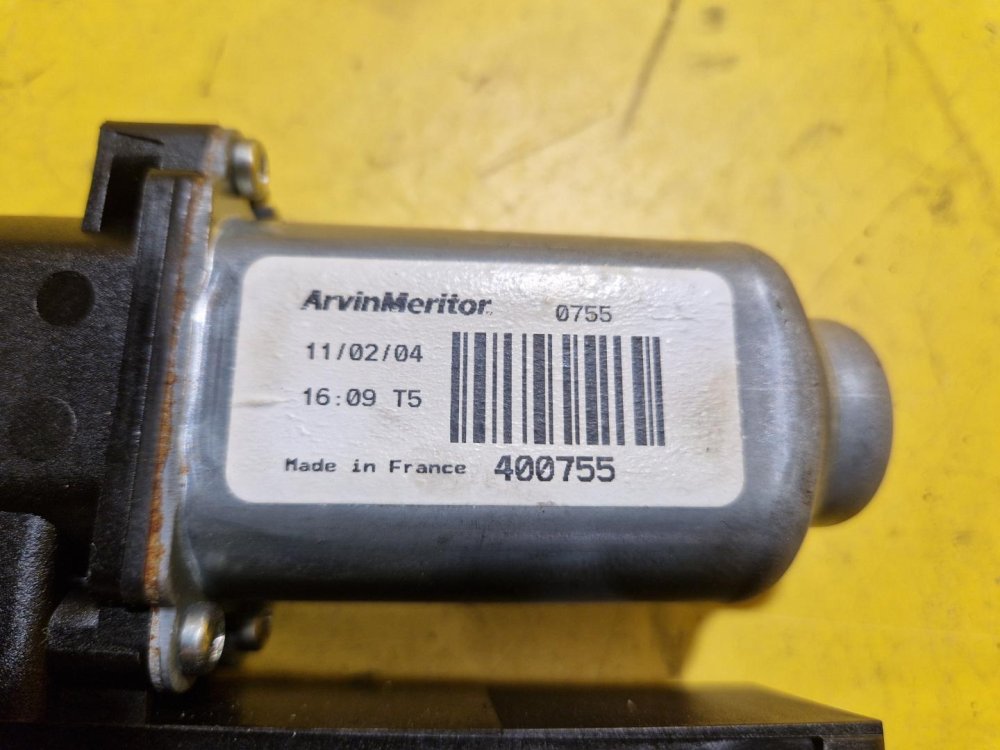 ArvinMeritor 0755
11/02/04
16:09 T5
Made in France 400755